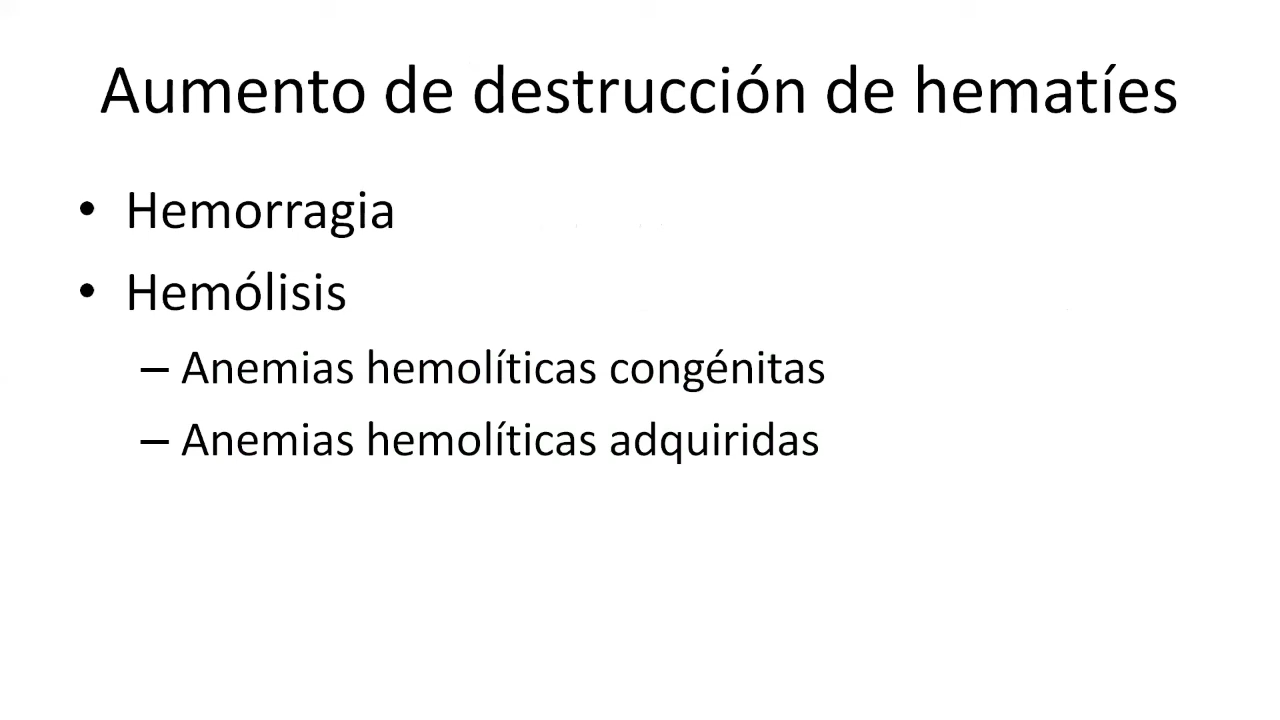 Aumento de destrucción de hematíes
• Hemorragia
• Hemólisis
– Anemias hemolíticas congénitas
– Anemias hemolíticas adquiridas